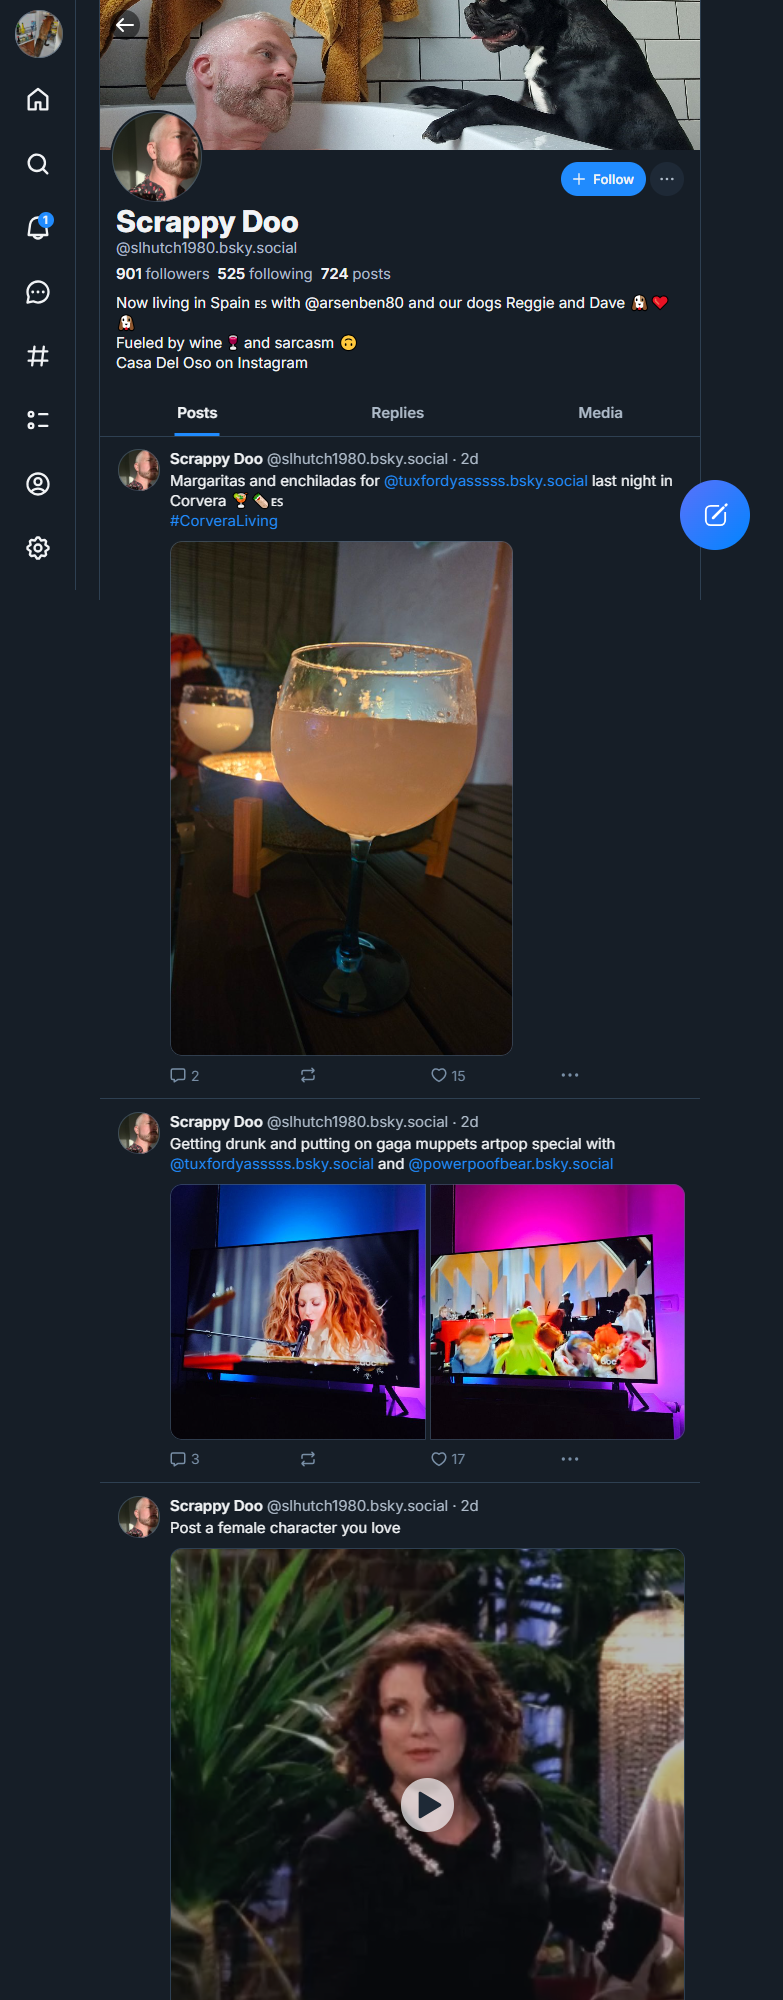 1
Follow
Scrappy Doo
@slhutch1980.bsky.social
901 followers 525 following 724 posts
Now living in Spain 🇪🇸 with @arsenben80 and our dogs Reggie and Dave 🐶 ❤️
🐶
Fueled by wine 🍷 and sarcasm 🙃
Casa Del Oso on Instagram
Posts Replies Media
Scrappy Doo @slhutch1980.bsky.social · 2d
Margaritas and enchiladas for @tuxfordyasssss.bsky.social last night in
Corvera 🍹 🌯 🇪🇸
#CorveraLiving
2 15
Scrappy Doo @slhutch1980.bsky.social · 2d
Getting drunk and putting on gaga muppets artpop special with
@tuxfordyasssss.bsky.social and @powerpoofbear.bsky.social
abc
3 17
Scrappy Doo @slhutch1980.bsky.social · 2d
Post a female character you love